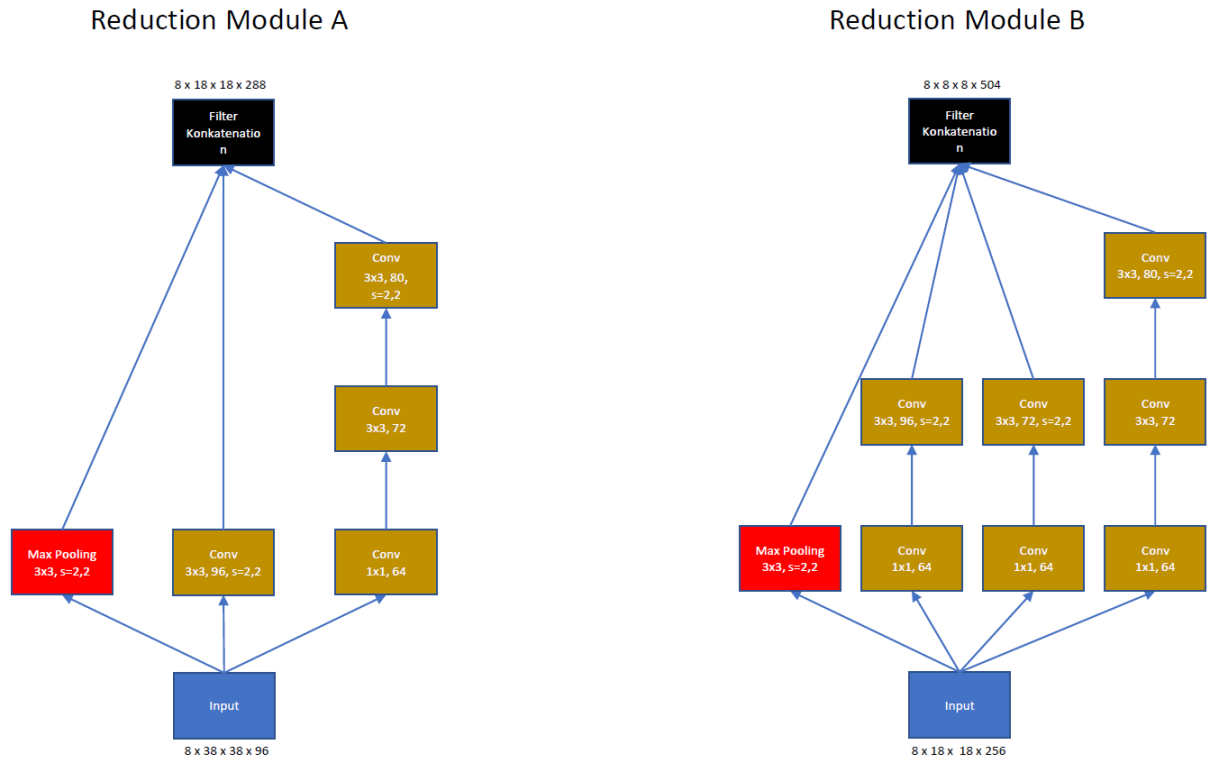 Reduction Module A
8 x 18 x 18 x 288
Filter
Konkatenatio
n
Conv
3x3, 80,
s=2,2
Conv
3x3, 72
Max Pooling
3x3, s=2,2
Conv
3x3, 96, s=2,2
Conv
1x1, 64
Input
8 x 38 x 38 x 96
Reduction Module B
8 x 8 x 8 x 504
Filter
Konkatenatio
n
Conv
3x3, 80, s=2,2
Conv
3x3, 96, s=2,2
Conv
3x3, 72, s=2,2
Conv
3x3, 72
Max Pooling
3x3, s=2,2
Conv
1x1, 64
Conv
1x1, 64
Conv
1x1, 64
Input
8 x 18 x  18 x 256